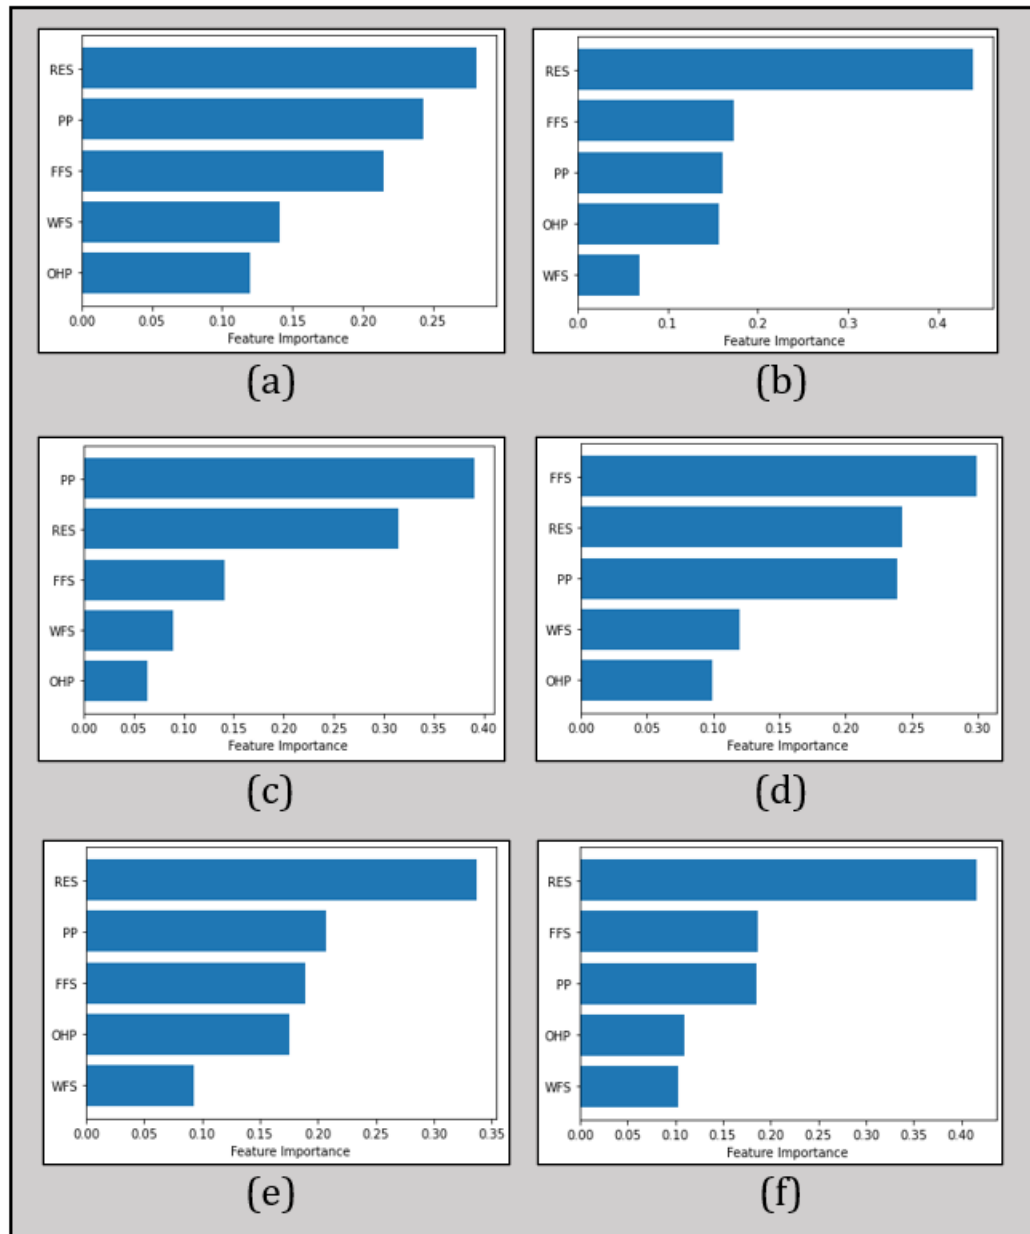 RES
PP
FFS
WFS
OHP
0.00 0.05 0.10 0.15 0.20 0.25
Feature Importance
(a)
RES
FFS
PP
OHP
WFS
0.0 0.1 0.2 0.3 0.4
Feature Importance
(b)
PP
RES
FFS
WFS
OHP
0.00 0.05 0.10 0.15 0.20 0.25 0.30 0.35 0.40
Feature Importance
(c)
FFS
RES
PP
WFS
OHP
0.00 0.05 0.10 0.15 0.20 0.25 0.30
Feature Importance
(d)
RES
PP
FFS
OHP
WFS
0.00 0.05 0.10 0.15 0.20 0.25 0.30 0.35
Feature Importance
(e)
RES
FFS
PP
OHP
WFS
0.00 0.05 0.10 0.15 0.20 0.25 0.30 0.35 0.40
Feature Importance
(f)